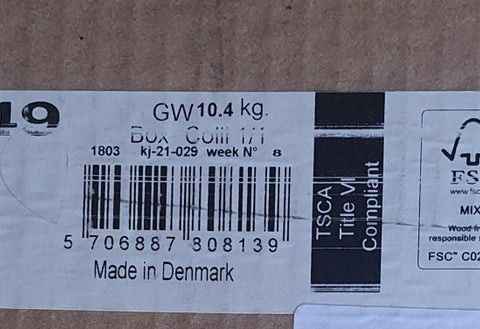 19
GW 10.4 kg.
Box Colli 1/1
1803 kj-21-029 week N° 8
5 706887 808139
Made in Denmark
TSCA
Title VI
Compliant
FS
www.fsc
MIX
Wood fr
responsible s
FSC™ C02